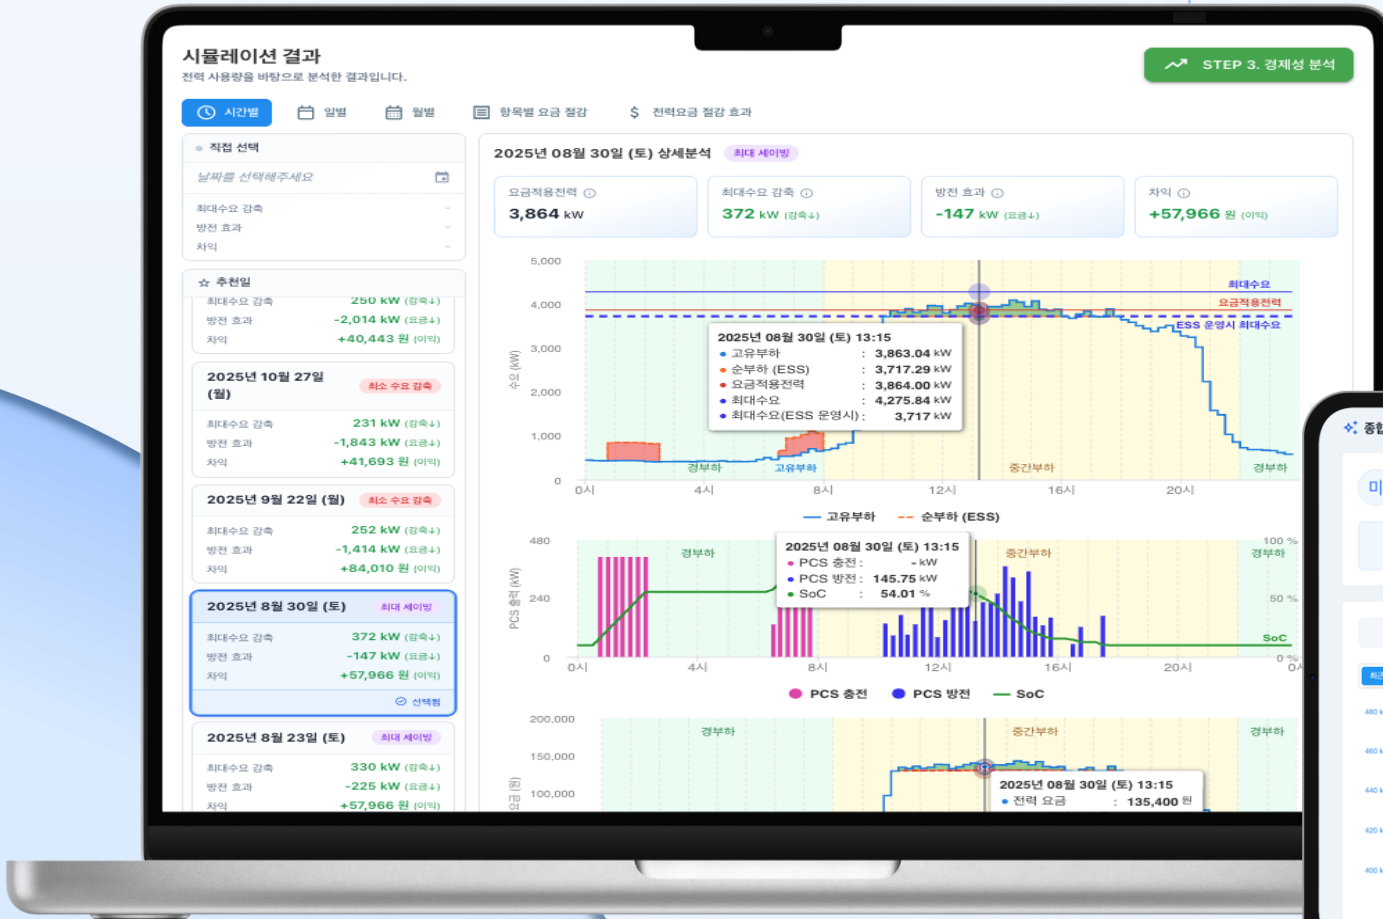 시뮬레이션 결과
전력 사용량을 바탕으로 분석한 결과입니다.
STEP 3. 경제성 분석
시간별
일별
월별
항목별 요금 절감
전력요금 절감 효과
직접 선택
날짜를 선택해주세요
최대수요 감축 -
방전 효과 -
차익 -
추천일
최대수요 감축 250 kW (감축↓)
방전 효과 -2,014 kW (요금↓)
차익 +40,443 원 (이익)
2025년 10월 27일 (월) 최소 수요 감축
최대수요 감축 231 kW (감축↓)
방전 효과 -1,843 kW (요금↓)
차익 +41,693 원 (이익)
2025년 9월 22일 (월) 최소 수요 감축
최대수요 감축 252 kW (감축↓)
방전 효과 -1,414 kW (요금↓)
차익 +84,010 원 (이익)
2025년 8월 30일 (토) 최대 세이빙
최대수요 감축 372 kW (감축↓)
방전 효과 -147 kW (요금↓)
차익 +57,966 원 (이익)
선택됨
2025년 8월 23일 (토) 최대 세이빙
최대수요 감축 330 kW (감축↓)
방전 효과 -225 kW (요금↓)
차익 +57,966 원 (이익)
2025년 08월 30일 (토) 상세분석 최대 세이빙
요금적용전력
3,864 kW
최대수요 감축
372 kW (감축↓)
방전 효과
-147 kW (요금↓)
차익
+57,966 원 (이익)
5,000
4,000
3,000
2,000
1,000
0
수요 (kW)
최대수요
요금적용전력
ESS 운영시 최대수요
2025년 08월 30일 (토) 13:15
고유부하 : 3,863.04 kW
순부하 (ESS) : 3,717.29 kW
요금적용전력 : 3,864.00 kW
최대수요 : 4,275.84 kW
최대수요(ESS 운영시) : 3,717 kW
경부하
고유부하
중간부하
경부하
0시 4시 8시 12시 16시 20시
고유부하 순부하 (ESS)
480
240
0
PCS 출력 (kW)
경부하
중간부하
경부하
100 %
50 %
0 %
SoC
2025년 08월 30일 (토) 13:15
PCS 충전 : - kW
PCS 방전 : 145.75 kW
SoC : 54.01 %
0시 4시 8시 12시 16시 20시
PCS 충전 PCS 방전 SoC
200,000
150,000
100,000
경부하
중간부하
경부하
2025년 08월 30일 (토) 13:15
전력 요금 : 135,400 원